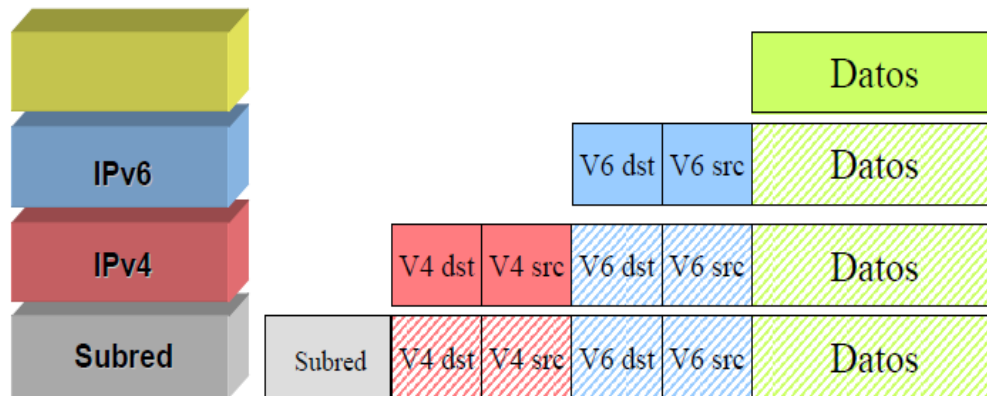 Datos
IPv6
V6 dst V6 src Datos
IPv4
V4 dst V4 src V6 dst V6 src Datos
Subred
Subred V4 dst V4 src V6 dst V6 src Datos